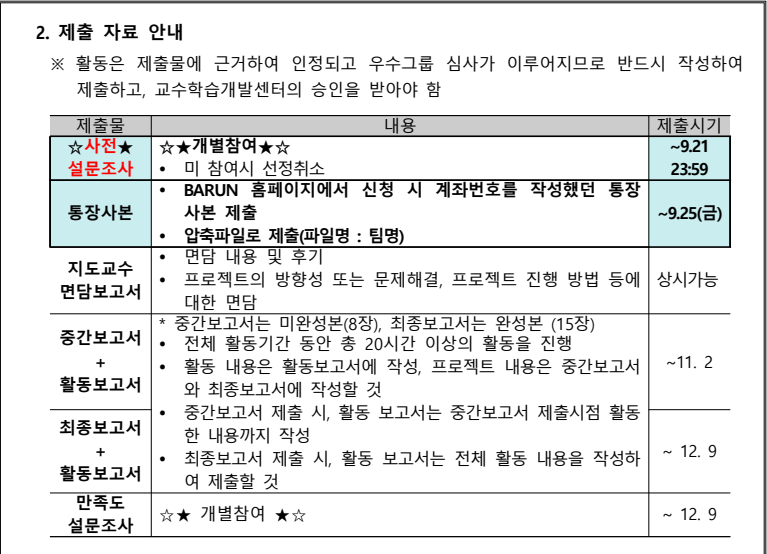 2. 제출 자료 안내
※ 활동은 제출물에 근거하여 인정되고 우수그룹 심사가 이루어지므로 반드시 작성하여
제출하고, 교수학습개발센터의 승인을 받아야 함
제출물 내용 제출시기
☆사전★
설문조사
☆★개별참여★☆
• 미 참여시 선정취소
~9.21
23:59
통장사본
• BARUN 홈페이지에서 신청 시 계좌번호를 작성했던 통장
사본 제출
• 압축파일로 제출(파일명 : 팀명)
~9.25(금)
지도교수
면담보고서
• 면담 내용 및 후기
• 프로젝트의 방향성 또는 문제해결, 프로젝트 진행 방법 등에
대한 면담
상시가능
중간보고서
+
활동보고서
* 중간보고서는 미완성본(8장), 최종보고서는 완성본 (15장)
• 전체 활동기간 동안 총 20시간 이상의 활동을 진행
• 활동 내용은 활동보고서에 작성, 프로젝트 내용은 중간보고서
와 최종보고서에 작성할 것
• 중간보고서 제출 시, 활동 보고서는 중간보고서 제출시점 활동
한 내용까지 작성
• 최종보고서 제출 시, 활동 보고서는 전체 활동 내용을 작성하
여 제출할 것
~11. 2
최종보고서
+
활동보고서
~ 12. 9
만족도
설문조사
☆★ 개별참여 ★☆
~ 12. 9